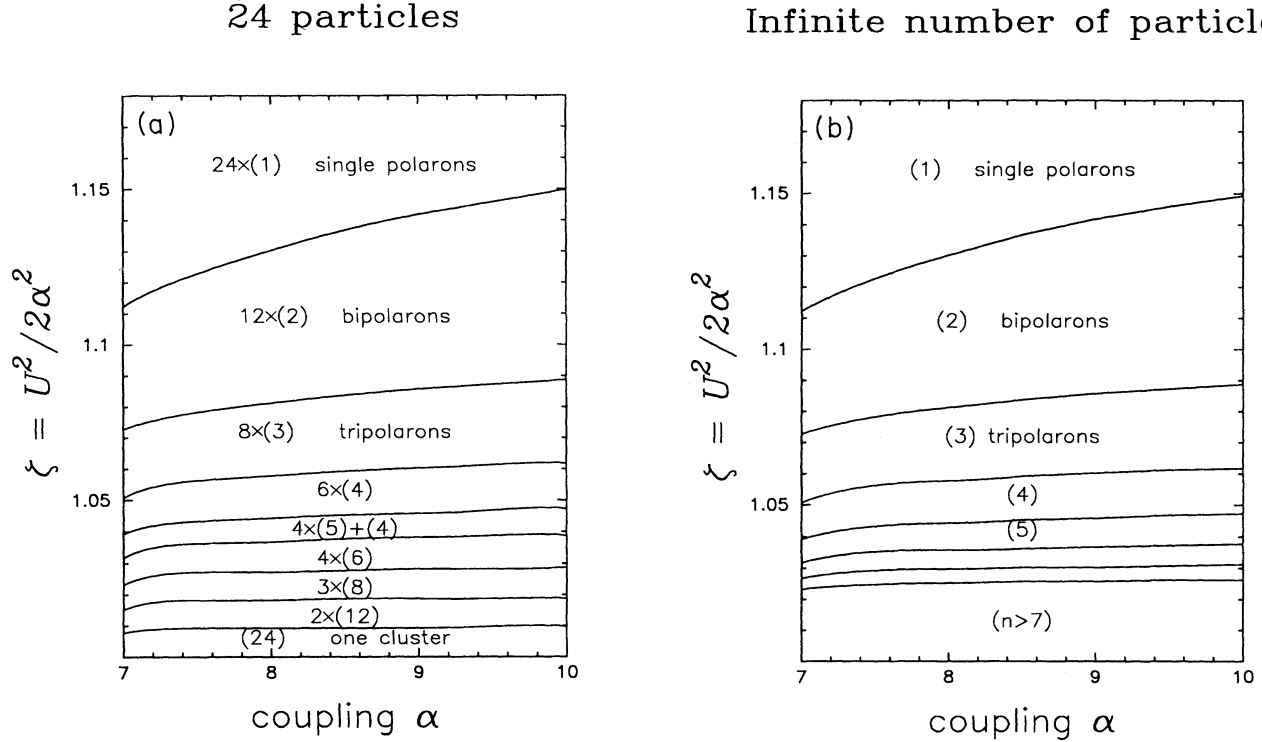 24 particles
Infinite number of particle
(a)
24×(1) single polarons
1.15
12×(2) bipolarons
1.1
8×(3) tripolarons
6×(4)
1.05
4×(5)+(4)
4×(6)
3×(8)
2×(12)
(24) one cluster
7 8 9 10
coupling α
ζ = U²/2α²
(b)
(1) single polarons
1.15
(2) bipolarons
1.1
(3) tripolarons
(4)
1.05
(5)
(n>7)
7 8 9 10
coupling α
ζ = U²/2α²